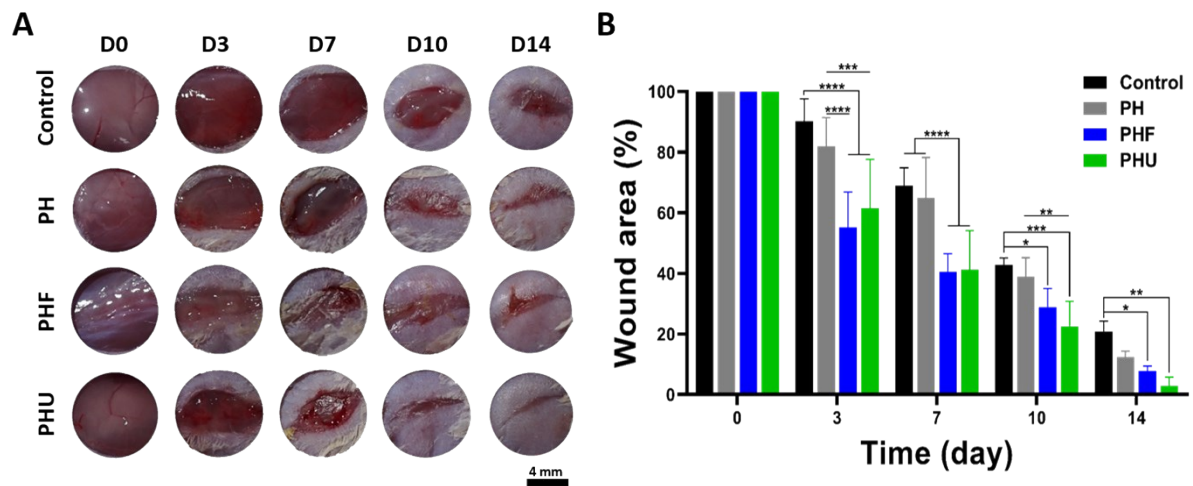 A
D0 D3 D7 D10 D14
Control
PH
PHF
PHU
4 mm
B
Wound area (%)
100
80
60
40
20
0
***
****
****
****
**
***
*
**
*
Control
PH
PHF
PHU
0 3 7 10 14
Time (day)